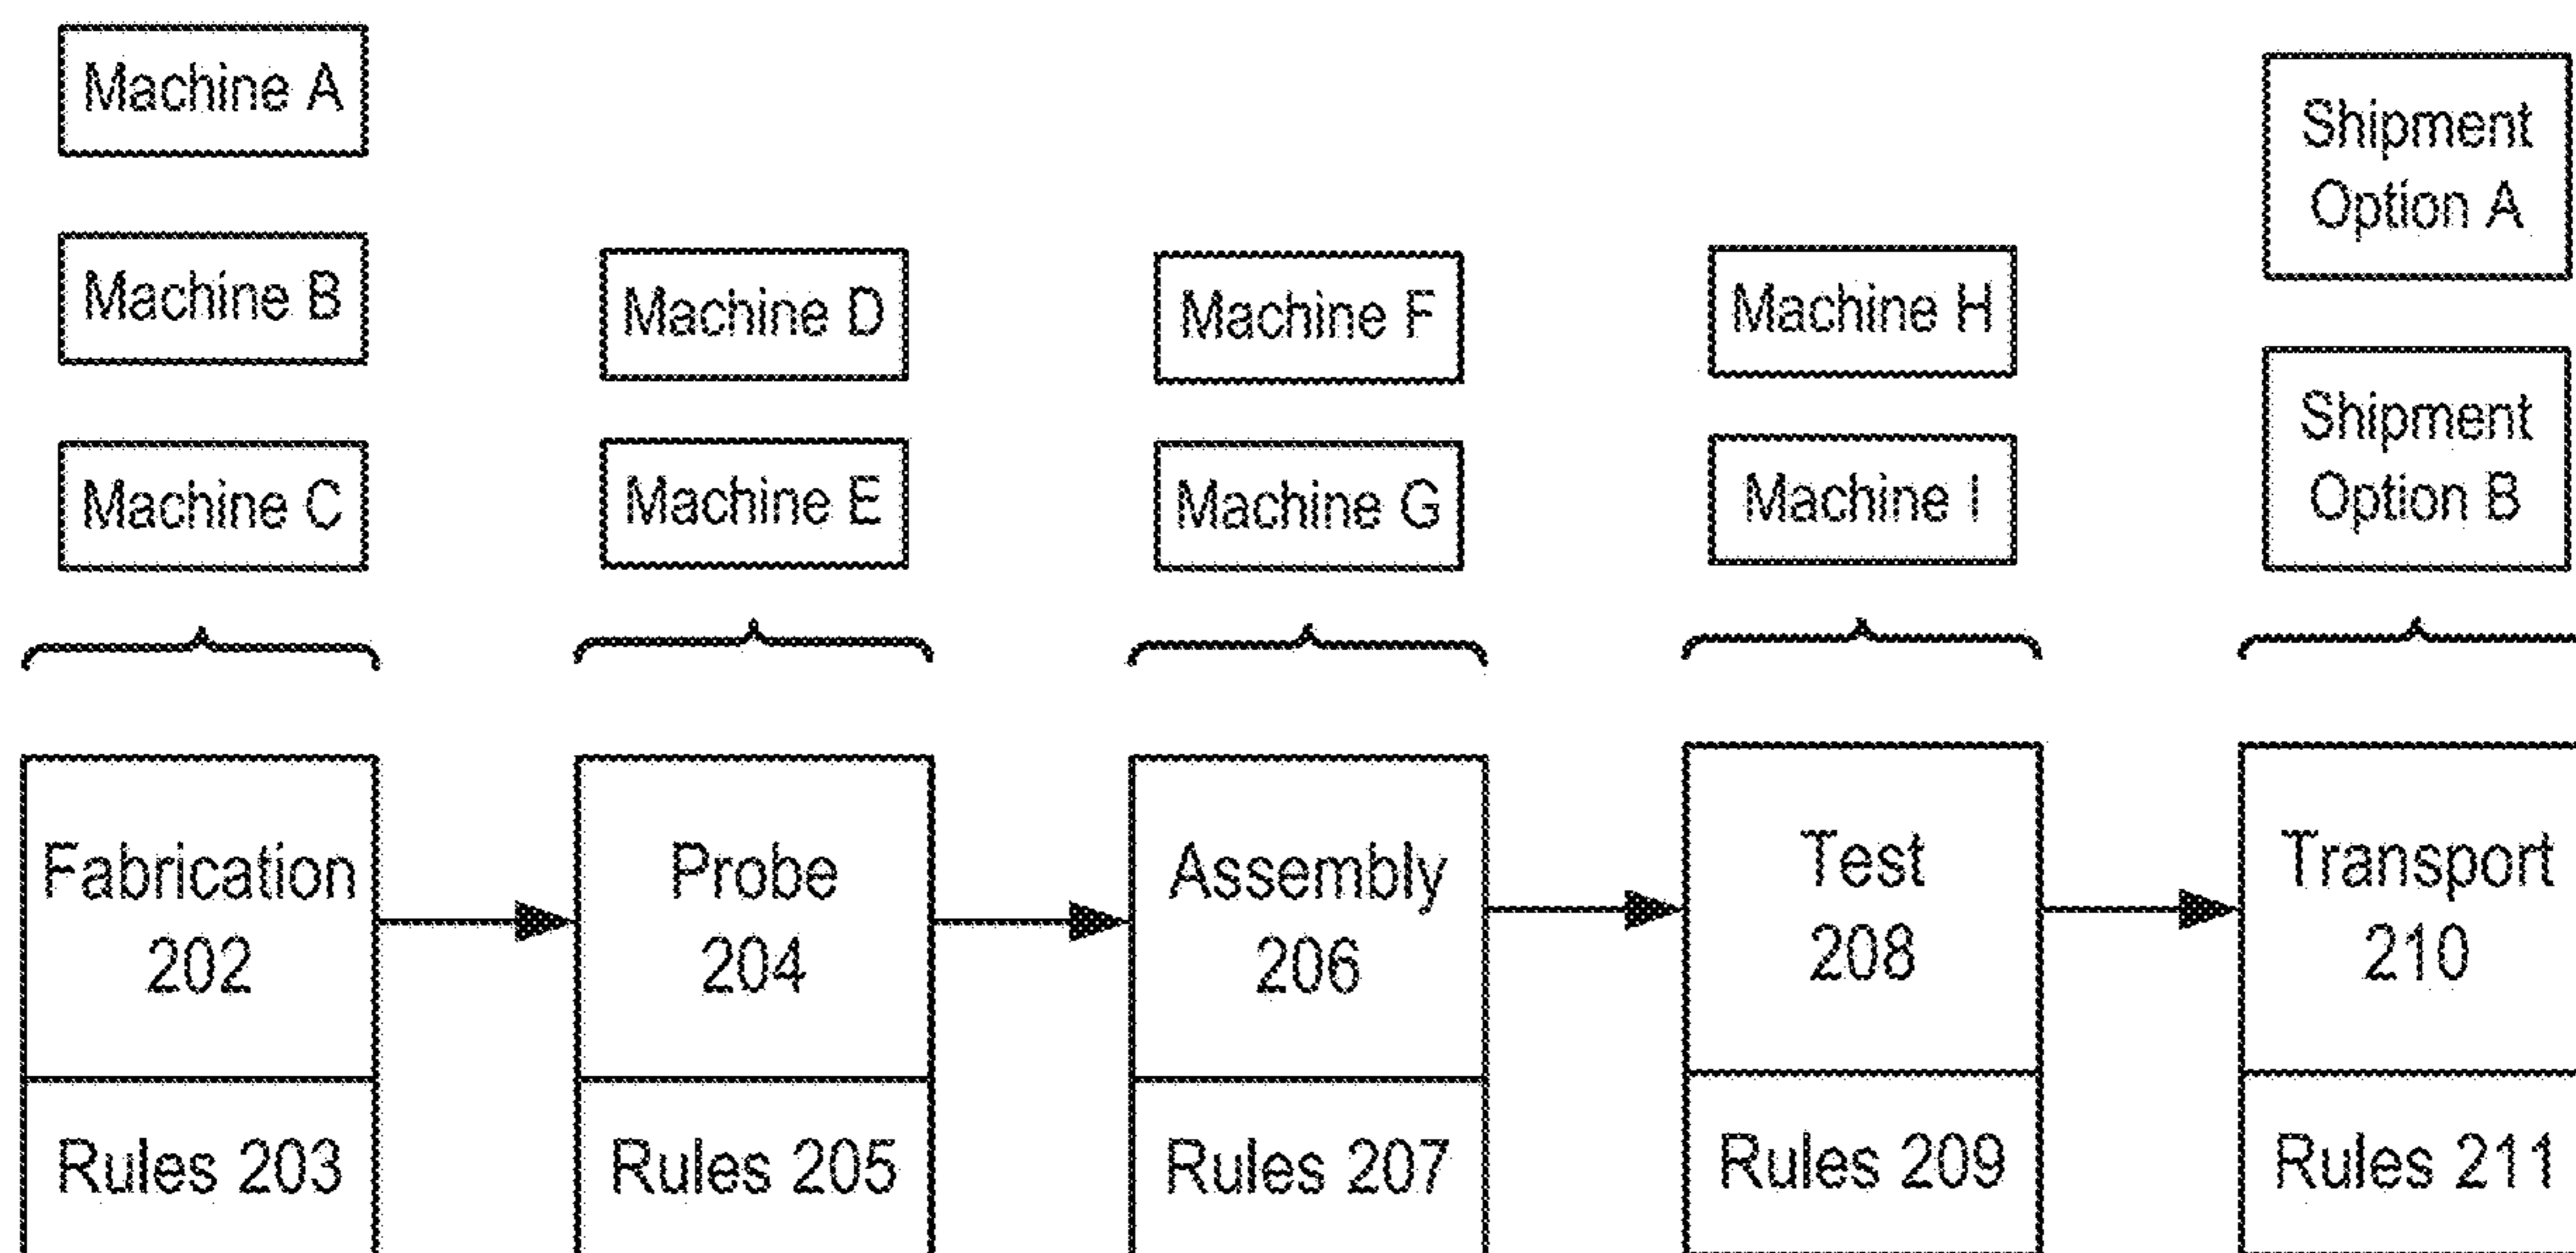 Machine A
Machine B
Machine C
Machine D
Machine E
Machine F
Machine G
Machine H
Machine I
Shipment
Option A
Shipment
Option B
Fabrication
202
Rules 203
Probe
204
Rules 205
Assembly
206
Rules 207
Test
208
Rules 209
Transport
210
Rules 211